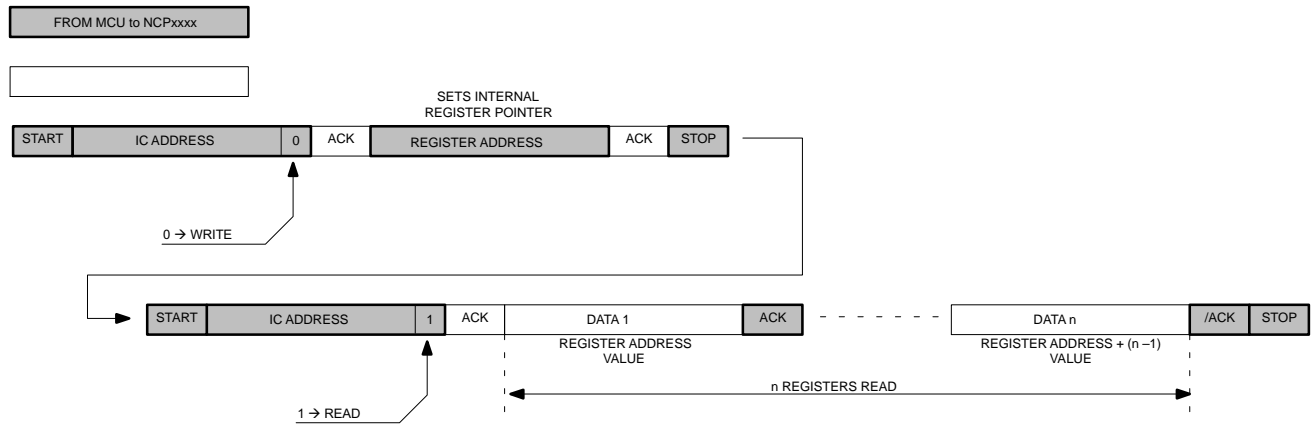 FROM MCU to NCPxxxx
SETS INTERNAL
REGISTER POINTER
START IC ADDRESS 0 ACK REGISTER ADDRESS ACK STOP
0 → WRITE
START IC ADDRESS 1 ACK DATA 1 ACK DATA n /ACK STOP
REGISTER ADDRESS
VALUE
REGISTER ADDRESS + (n –1)
VALUE
n REGISTERS READ
1 → READ